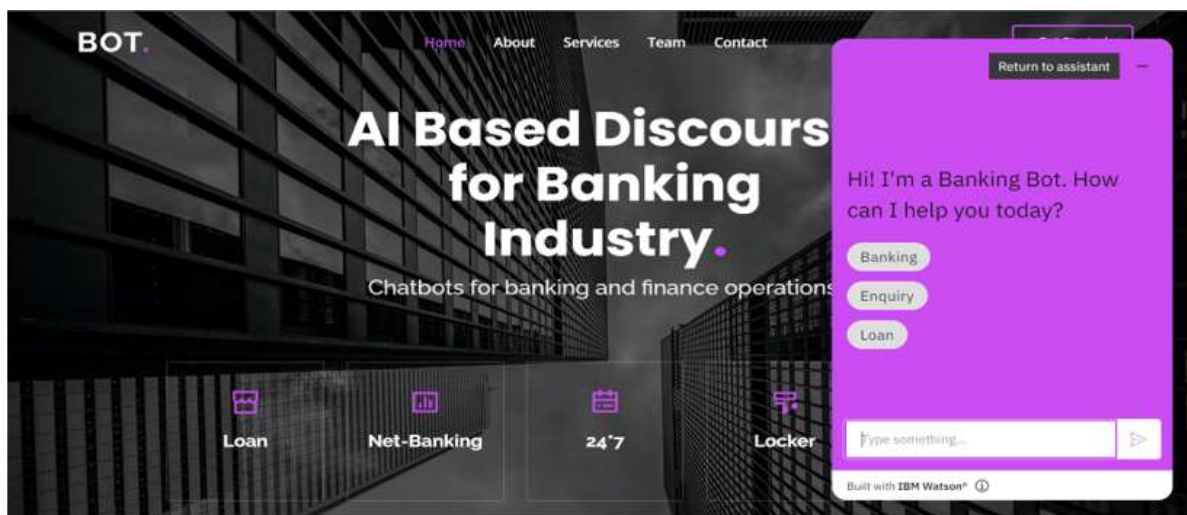 BOT.
Home About Services Team Contact
Return to assistant
AI Based Discours
for Banking
Industry.
Chatbots for banking and finance operations
Loan
Net-Banking
24*7
Locker
Hi! I'm a Banking Bot. How
can I help you today?
Banking
Enquiry
Loan
Type something...
Built with IBM Watson®